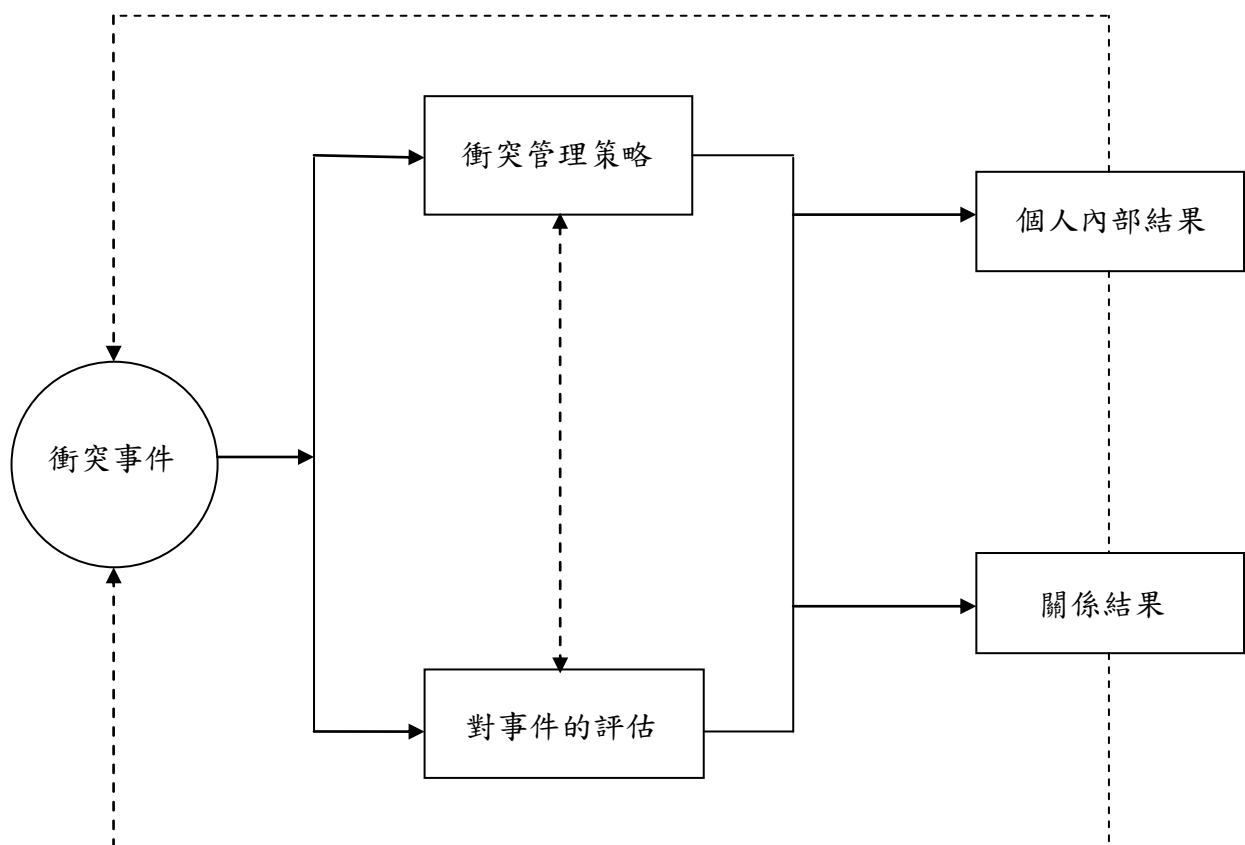 衝突管理策略
個人內部結果
衝突事件
關係結果
對事件的評估